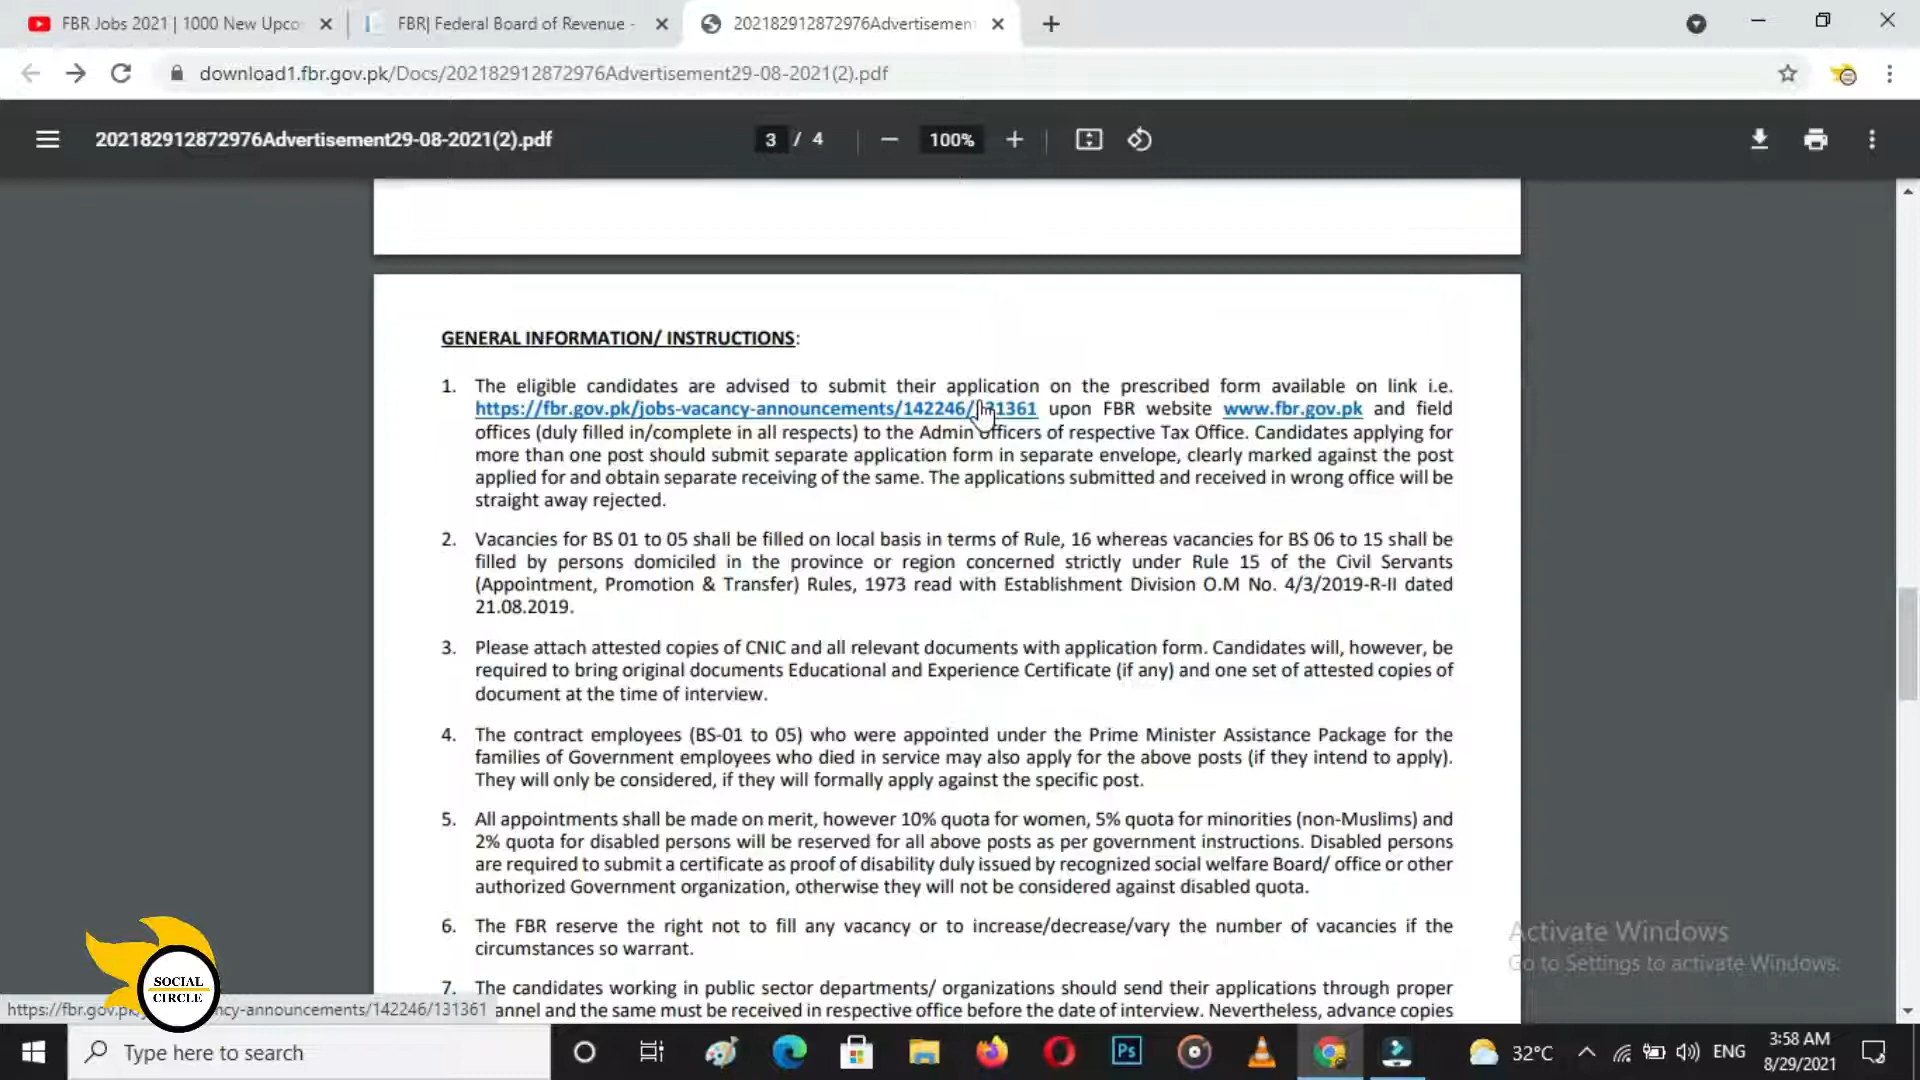 FBR Jobs 2021 | 1000 New Upco
FBR| Federal Board of Revenue -
202182912872976Advertisement
download1.fbr.gov.pk/Docs/202182912872976Advertisement29-08-2021(2).pdf
202182912872976Advertisement29-08-2021(2).pdf
3 / 4
100%
GENERAL INFORMATION/ INSTRUCTIONS:
1. The eligible candidates are advised to submit their application on the prescribed form available on link i.e.
https://fbr.gov.pk/jobs-vacancy-announcements/142246/131361 upon FBR website www.fbr.gov.pk and field
offices (duly filled in/complete in all respects) to the Admin Officers of respective Tax Office. Candidates applying for
more than one post should submit separate application form in separate envelope, clearly marked against the post
applied for and obtain separate receiving of the same. The applications submitted and received in wrong office will be
straight away rejected.
2. Vacancies for BS 01 to 05 shall be filled on local basis in terms of Rule, 16 whereas vacancies for BS 06 to 15 shall be
filled by persons domiciled in the province or region concerned strictly under Rule 15 of the Civil Servants
(Appointment, Promotion & Transfer) Rules, 1973 read with Establishment Division O.M No. 4/3/2019-R-II dated
21.08.2019.
3. Please attach attested copies of CNIC and all relevant documents with application form. Candidates will, however, be
required to bring original documents Educational and Experience Certificate (if any) and one set of attested copies of
document at the time of interview.
4. The contract employees (BS-01 to 05) who were appointed under the Prime Minister Assistance Package for the
families of Government employees who died in service may also apply for the above posts (if they intend to apply).
They will only be considered, if they will formally apply against the specific post.
5. All appointments shall be made on merit, however 10% quota for women, 5% quota for minorities (non-Muslims) and
2% quota for disabled persons will be reserved for all above posts as per government instructions. Disabled persons
are required to submit a certificate as proof of disability duly issued by recognized social welfare Board/ office or other
authorized Government organization, otherwise they will not be considered against disabled quota.
6. The FBR reserve the right not to fill any vacancy or to increase/decrease/vary the number of vacancies if the
circumstances so warrant.
7. The candidates working in public sector departments/ organizations should send their applications through proper
annel and the same must be received in respective office before the date of interview. Nevertheless, advance copies
Activate Windows
Go to Settings to activate Windows.
SOCIAL
CIRCLE
https://fbr.gov.pk ncy-announcements/142246/131361
Type here to search
Ps
32°C
ENG
3:58 AM
8/29/2021